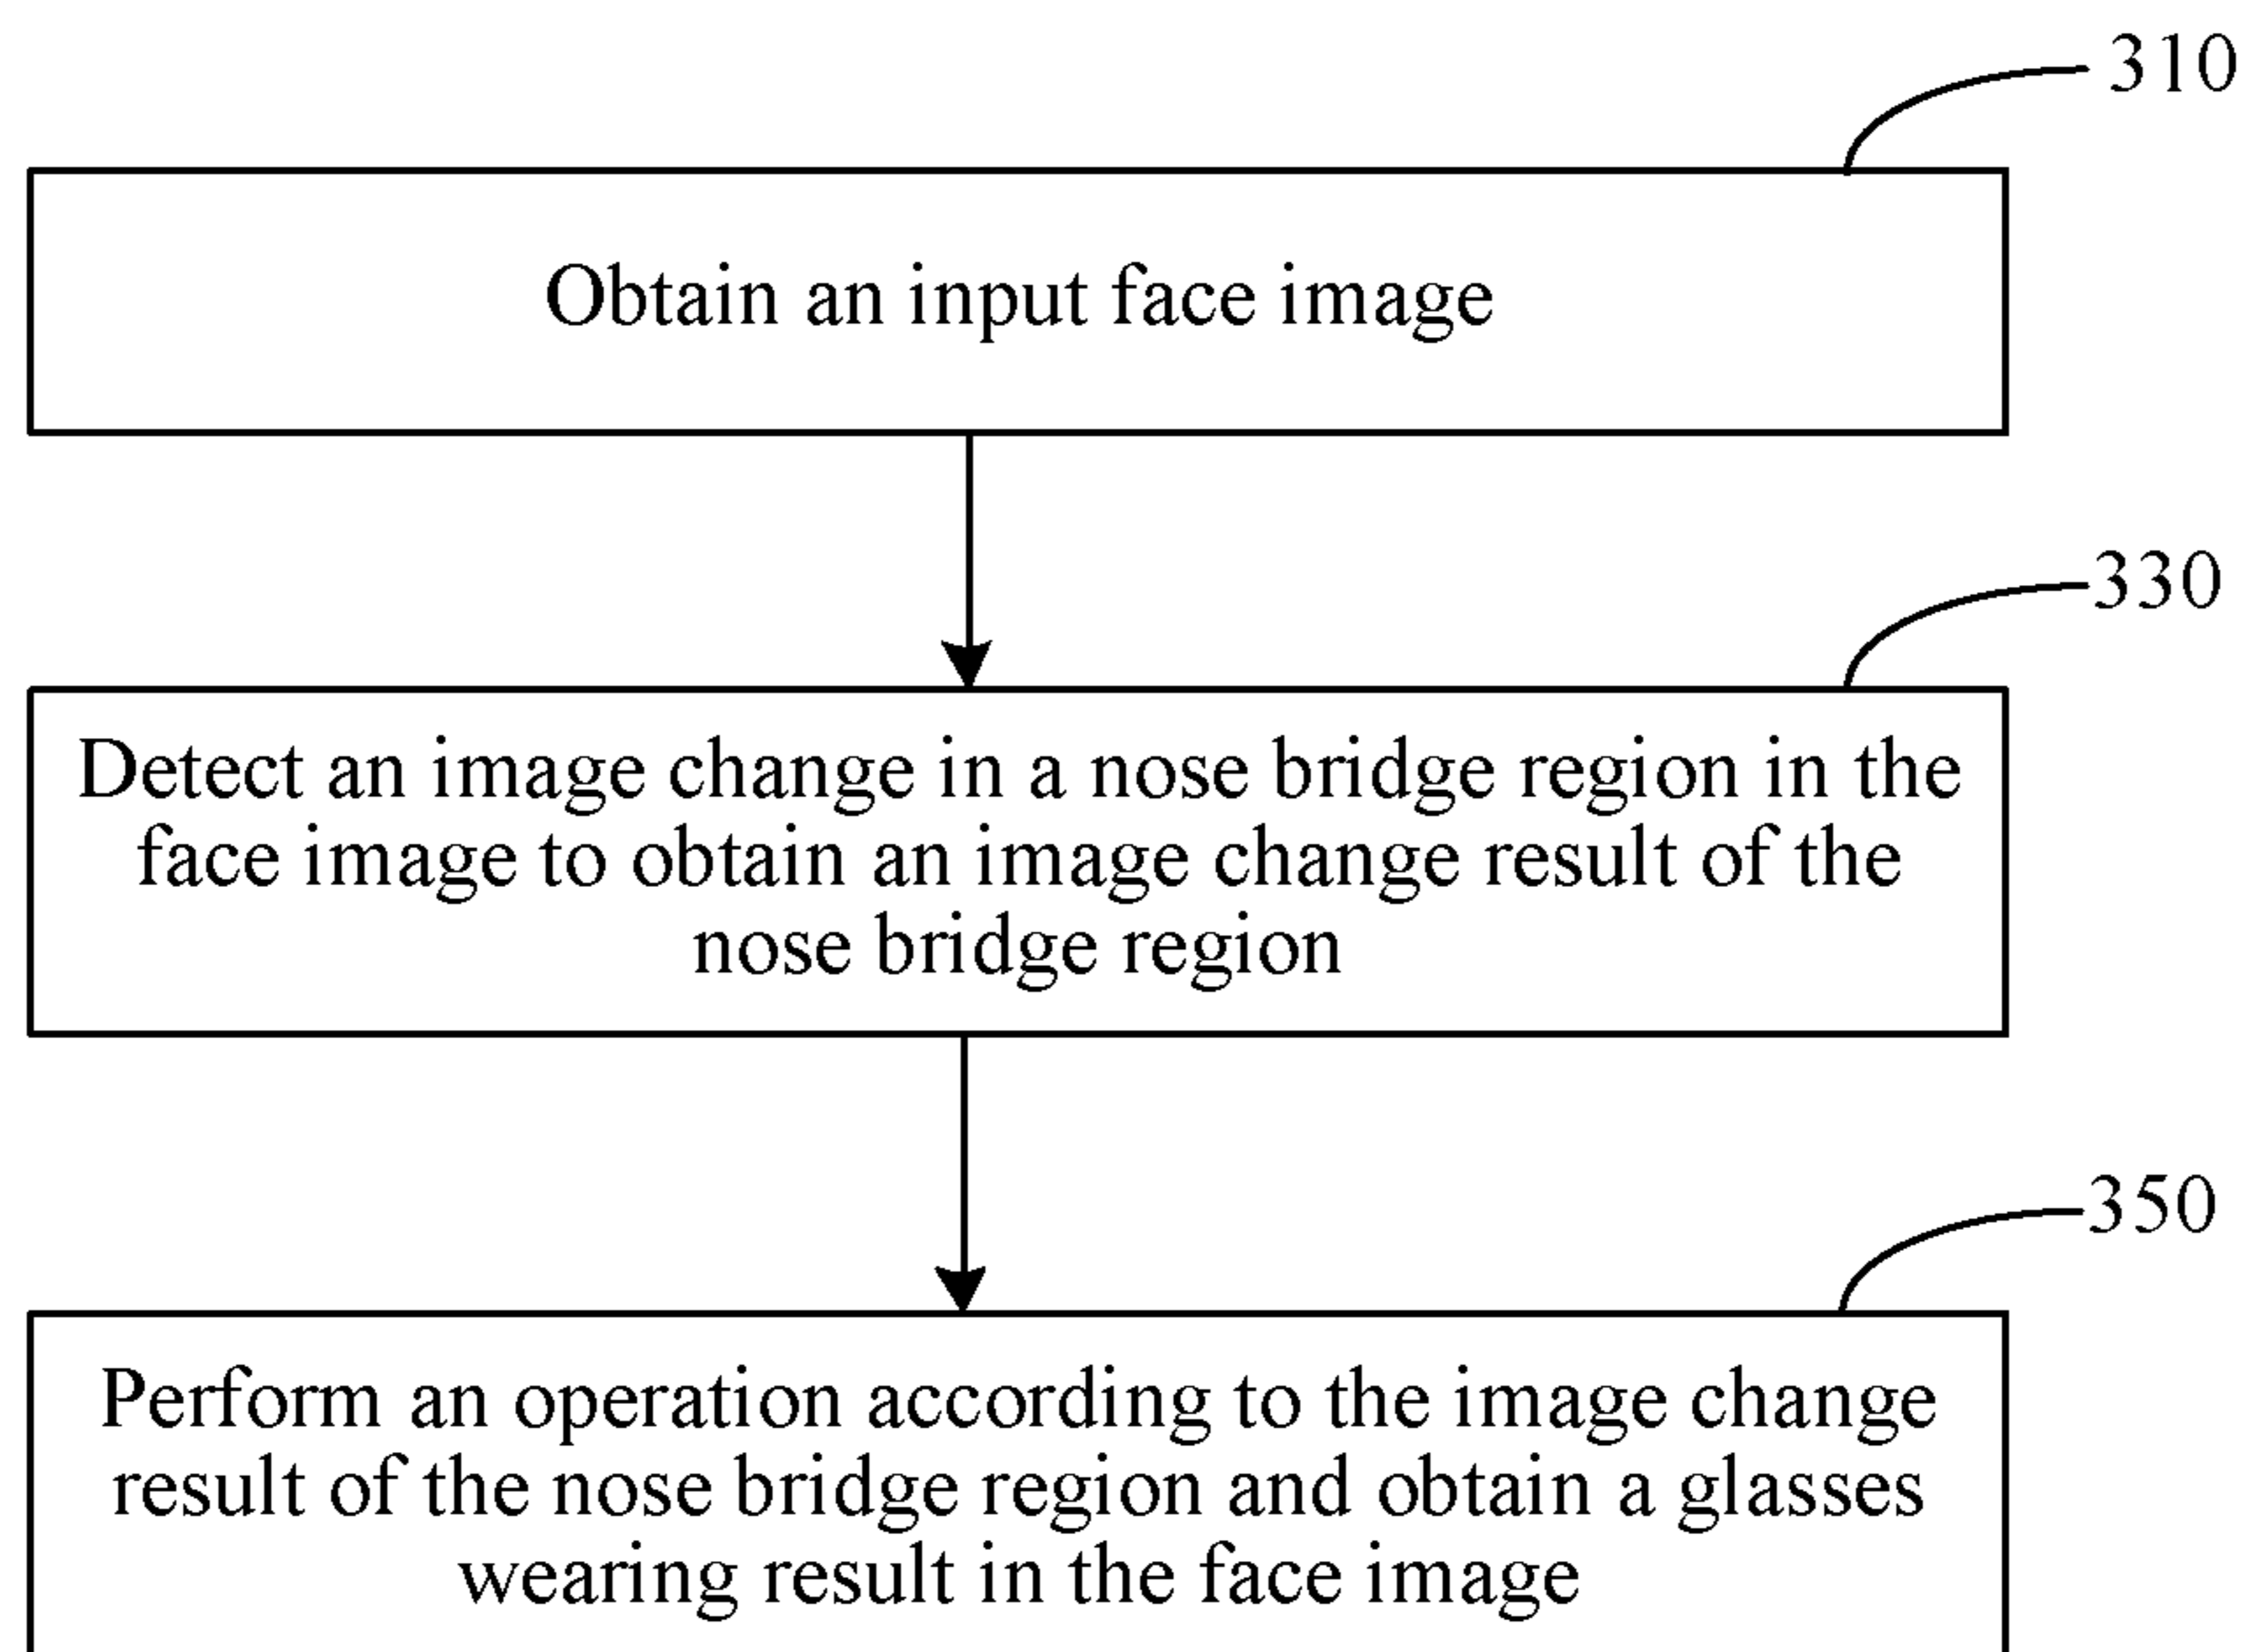 310
Obtain an input face image
330
Detect an image change in a nose bridge region in the
face image to obtain an image change result of the
nose bridge region
350
Perform an operation according to the image change
result of the nose bridge region and obtain a glasses
wearing result in the face image